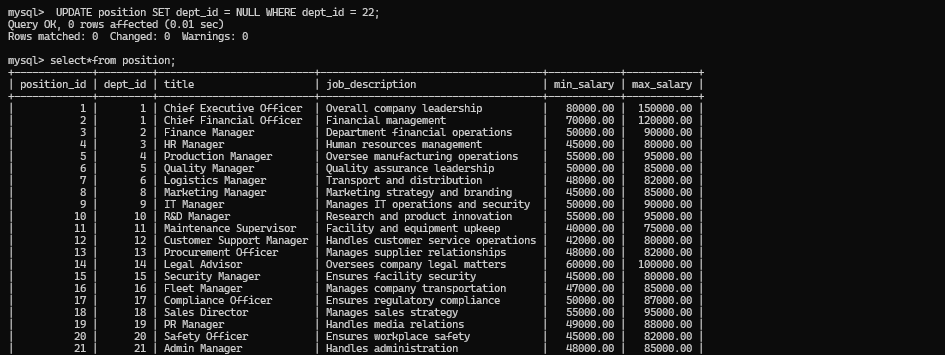 mysql>  UPDATE position SET dept_id = NULL WHERE dept_id = 22;
Query OK, 0 rows affected (0.01 sec)
Rows matched: 0  Changed: 0  Warnings: 0
mysql> select*from position;
+-------------+---------+--------------------------+--------------------------------------+------------+------------+
| position_id | dept_id | title                    | job_description                      | min_salary | max_salary |
+-------------+---------+--------------------------+--------------------------------------+------------+------------+
|           1 |       1 | Chief Executive Officer  | Overall company leadership           |   80000.00 |  150000.00 |
|           2 |       1 | Chief Financial Officer  | Financial management                 |   70000.00 |  120000.00 |
|           3 |       2 | Finance Manager          | Department financial operations      |   50000.00 |   90000.00 |
|           4 |       3 | HR Manager               | Human resources management           |   45000.00 |   80000.00 |
|           5 |       4 | Production Manager       | Oversee manufacturing operations     |   55000.00 |   95000.00 |
|           6 |       5 | Quality Manager          | Quality assurance leadership         |   50000.00 |   85000.00 |
|           7 |       6 | Logistics Manager        | Transport and distribution           |   48000.00 |   82000.00 |
|           8 |       8 | Marketing Manager        | Marketing strategy and branding      |   45000.00 |   85000.00 |
|           9 |       9 | IT Manager               | Manages IT operations and security   |   50000.00 |   90000.00 |
|          10 |      10 | R&D Manager              | Research and product innovation      |   55000.00 |   95000.00 |
|          11 |      11 | Maintenance Supervisor   | Facility and equipment upkeep        |   40000.00 |   75000.00 |
|          12 |      12 | Customer Support Manager | Handles customer service operations  |   42000.00 |   80000.00 |
|          13 |      13 | Procurement Officer      | Manages supplier relationships       |   48000.00 |   82000.00 |
|          14 |      14 | Legal Advisor            | Oversees company legal matters       |   60000.00 |  100000.00 |
|          15 |      15 | Security Manager         | Ensures facility security            |   45000.00 |   80000.00 |
|          16 |      16 | Fleet Manager            | Manages company transportation       |   47000.00 |   85000.00 |
|          17 |      17 | Compliance Officer       | Ensures regulatory compliance        |   50000.00 |   87000.00 |
|          18 |      18 | Sales Director           | Manages sales strategy               |   55000.00 |   95000.00 |
|          19 |      19 | PR Manager               | Handles media relations              |   49000.00 |   88000.00 |
|          20 |      20 | Safety Officer           | Ensures workplace safety             |   45000.00 |   82000.00 |
|          21 |      21 | Admin Manager            | Handles administration               |   48000.00 |   85000.00 |